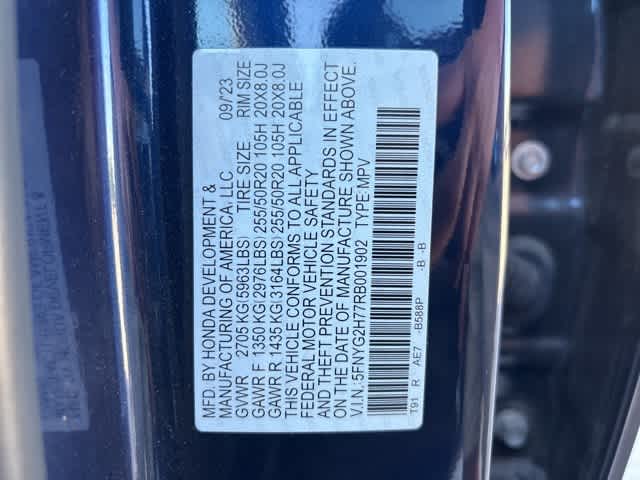 MFD. BY HONDA DEVELOPMENT &
MANUFACTURING OF AMERICA, LLC 09/23
GVWR 2705 KG(5963LBS) TIRE SIZE RIM SIZE
GAWR F 1350 KG(2976LBS) 255/50R20 105H 20X8.0J
GAWR R 1435 KG(3164LBS) 255/50R20 105H 20X8.0J
THIS VEHICLE CONFORMS TO ALL APPLICABLE
FEDERAL MOTOR VEHICLE SAFETY
AND THEFT PREVENTION STANDARDS IN EFFECT
ON THE DATE OF MANUFACTURE SHOWN ABOVE.
V.I.N.: 5FNYG2H77RB001902 TYPE:MPV
T91 R AE7 -B588P -B -B